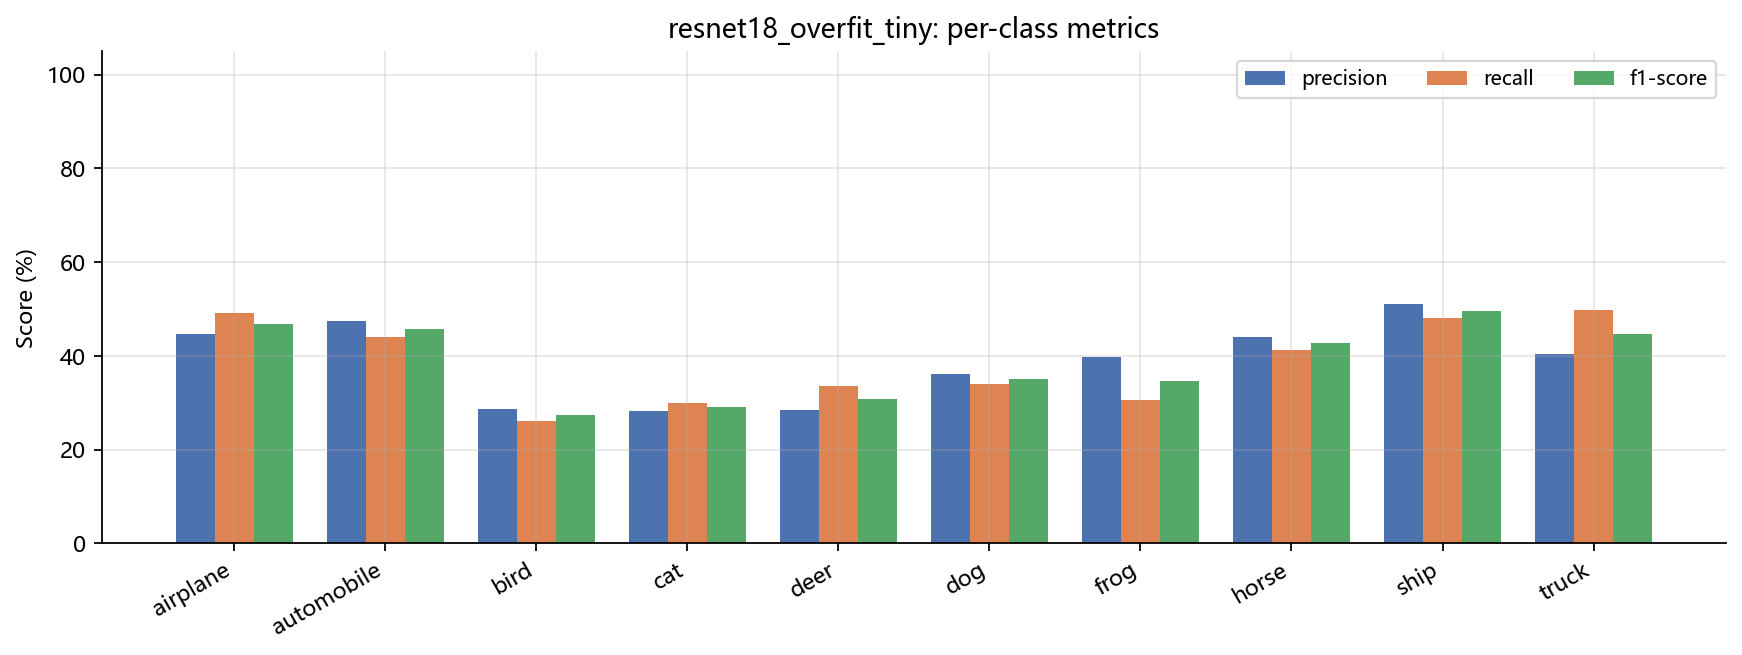 resnet18_overfit_tiny: per-class metrics
precision recall f1-score
Score (%)
100
80
60
40
20
0
airplane
automobile
bird
cat
deer
dog
frog
horse
ship
truck